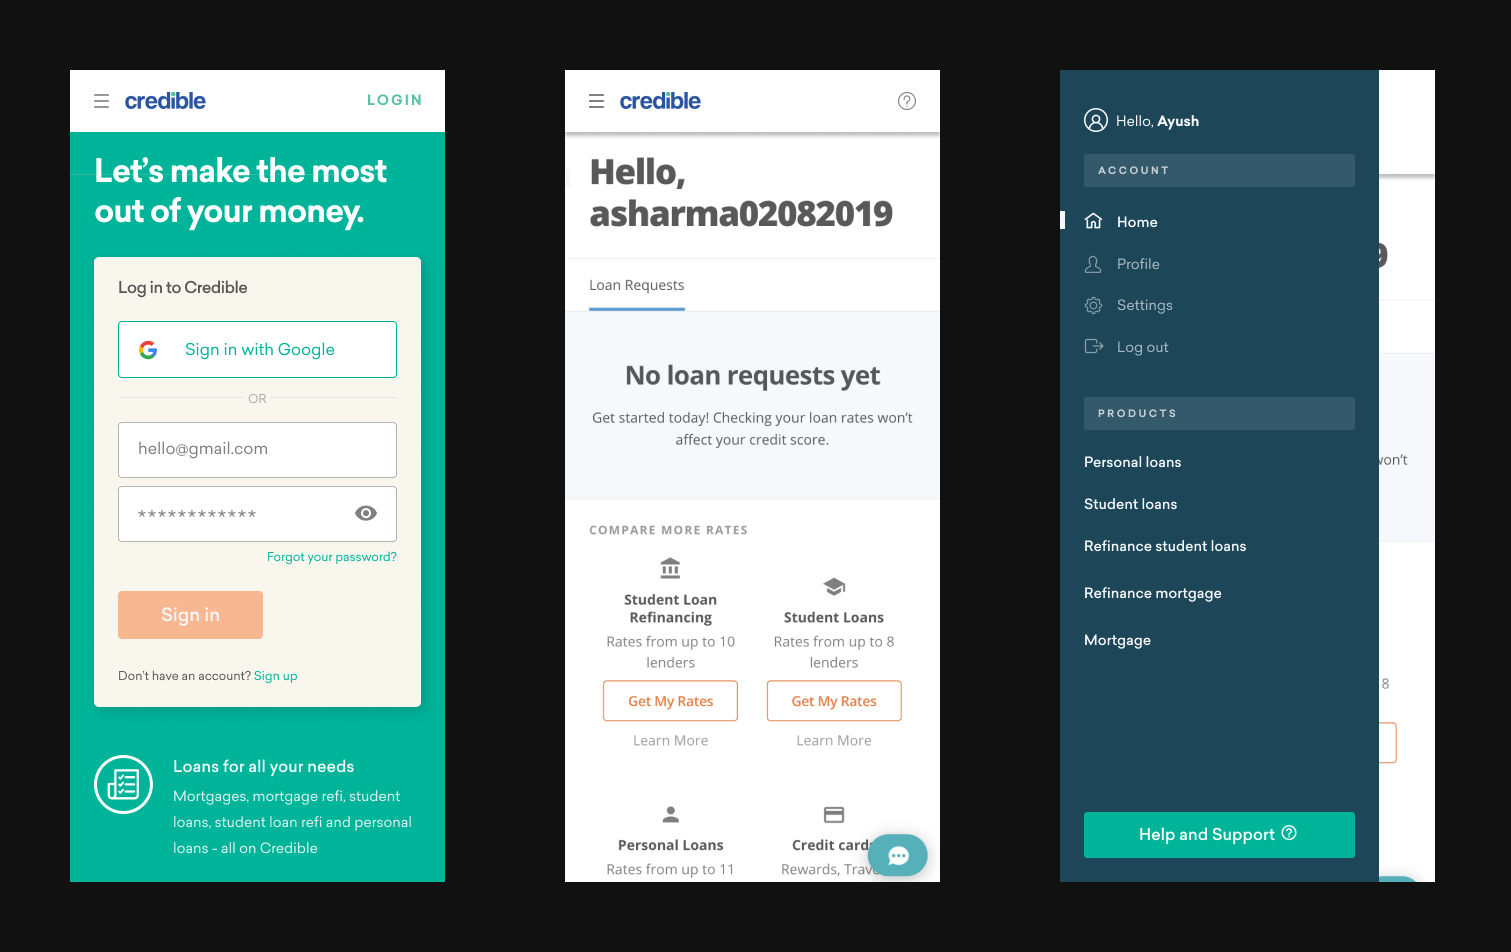 credible
LOGIN
Let's make the most
out of your money.
Log in to Credible
Sign in with Google
OR
hello@gmail.com
************
Forgot your password?
Sign in
Don't have an account? Sign up
Loans for all your needs
Mortgages, mortgage refi, student
loans, student loan refi and personal
loans - all on Credible
credible
?
Hello,
asharma02082019
Loan Requests
No loan requests yet
Get started today! Checking your loan rates won't
affect your credit score.
COMPARE MORE RATES
Student Loan
Refinancing
Rates from up to 10
lenders
Get My Rates
Learn More
Student Loans
Rates from up to 8
lenders
Get My Rates
Learn More
Personal Loans
Rates from up to 11
Credit cards
Rewards, Trav
Hello, Ayush
ACCOUNT
Home
Profile
Settings
Log out
PRODUCTS
Personal loans
Student loans
Refinance student loans
Refinance mortgage
Mortgage
Help and Support ?
9
won't
8